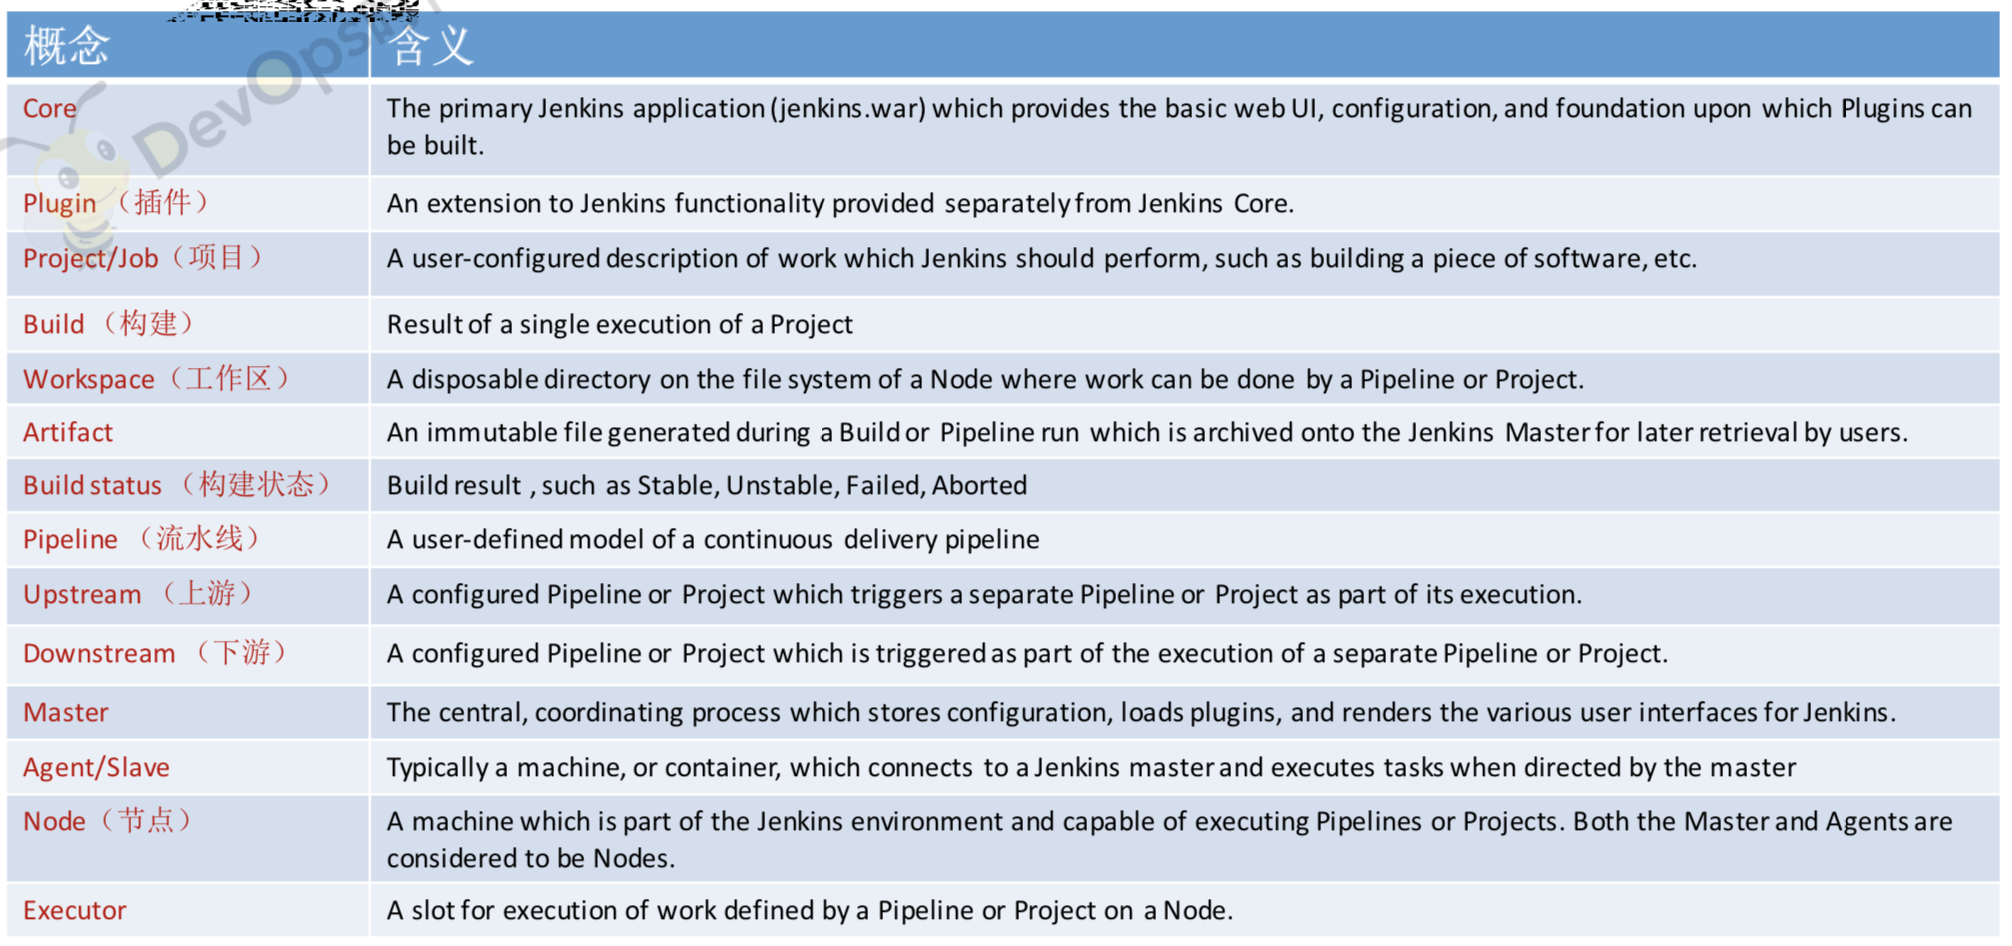 概念 含义
Core The primary Jenkins application (jenkins.war) which provides the basic web UI, configuration, and foundation upon which Plugins can
be built.
Plugin （插件） An extension to Jenkins functionality provided separately from Jenkins Core.
Project/Job（项目） A user-configured description of work which Jenkins should perform, such as building a piece of software, etc.
Build （构建） Result of a single execution of a Project
Workspace（工作区） A disposable directory on the file system of a Node where work can be done by a Pipeline or Project.
Artifact An immutable file generated during a Build or Pipeline run which is archived onto the Jenkins Master for later retrieval by users.
Build status （构建状态） Build result , such as Stable, Unstable, Failed, Aborted
Pipeline （流水线） A user-defined model of a continuous delivery pipeline
Upstream （上游） A configured Pipeline or Project which triggers a separate Pipeline or Project as part of its execution.
Downstream （下游） A configured Pipeline or Project which is triggered as part of the execution of a separate Pipeline or Project.
Master The central, coordinating process which stores configuration, loads plugins, and renders the various user interfaces for Jenkins.
Agent/Slave Typically a machine, or container, which connects to a Jenkins master and executes tasks when directed by the master
Node（节点） A machine which is part of the Jenkins environment and capable of executing Pipelines or Projects. Both the Master and Agents are
considered to be Nodes.
Executor A slot for execution of work defined by a Pipeline or Project on a Node.
DevOps